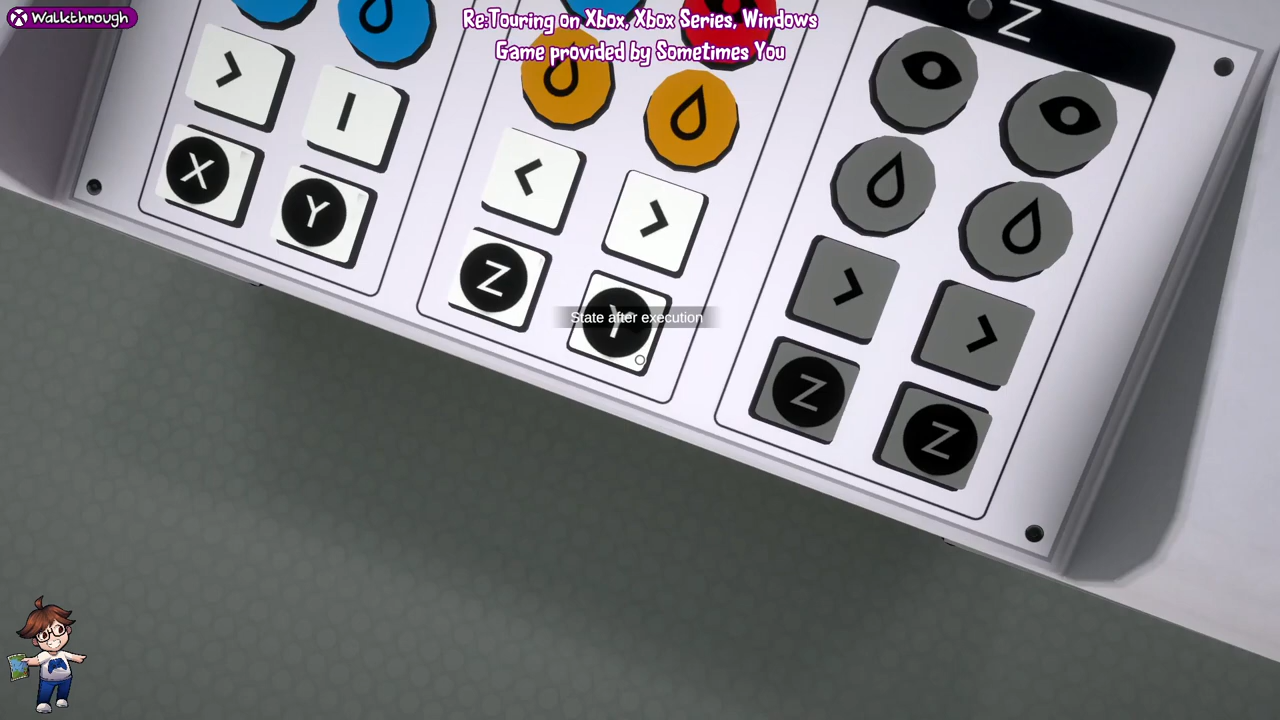 Walkthrough
Re:Touring on Xbox, Xbox Series, Windows
Game provided by Sometimes You
Z
> |
X Y
< >
Z Y
State after execution
> >
Z Z